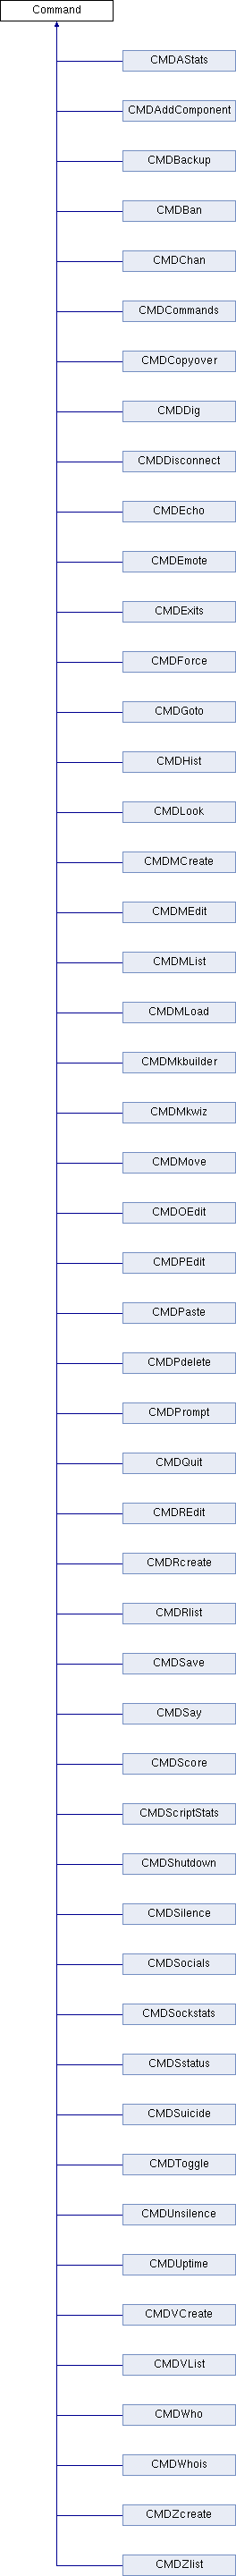 Command
CMDAStats
CMDAddComponent
CMDBackup
CMDBan
CMDChan
CMDCommands
CMDCopyover
CMDDig
CMDDisconnect
CMDEcho
CMDEmote
CMDExits
CMDForce
CMDGoto
CMDHist
CMDLook
CMDMCreate
CMDMEdit
CMDMList
CMDMLoad
CMDMkbuilder
CMDMkwiz
CMDMove
CMDOEdit
CMDPEdit
CMDPaste
CMDPdelete
CMDPrompt
CMDQuit
CMDREdit
CMDRcreate
CMDRlist
CMDSave
CMDSay
CMDScore
CMDScriptStats
CMDShutdown
CMDSilence
CMDSocials
CMDSockstats
CMDSstatus
CMDSuicide
CMDToggle
CMDUnsilence
CMDUptime
CMDVCreate
CMDVList
CMDWho
CMDWhois
CMDZcreate
CMDZlist